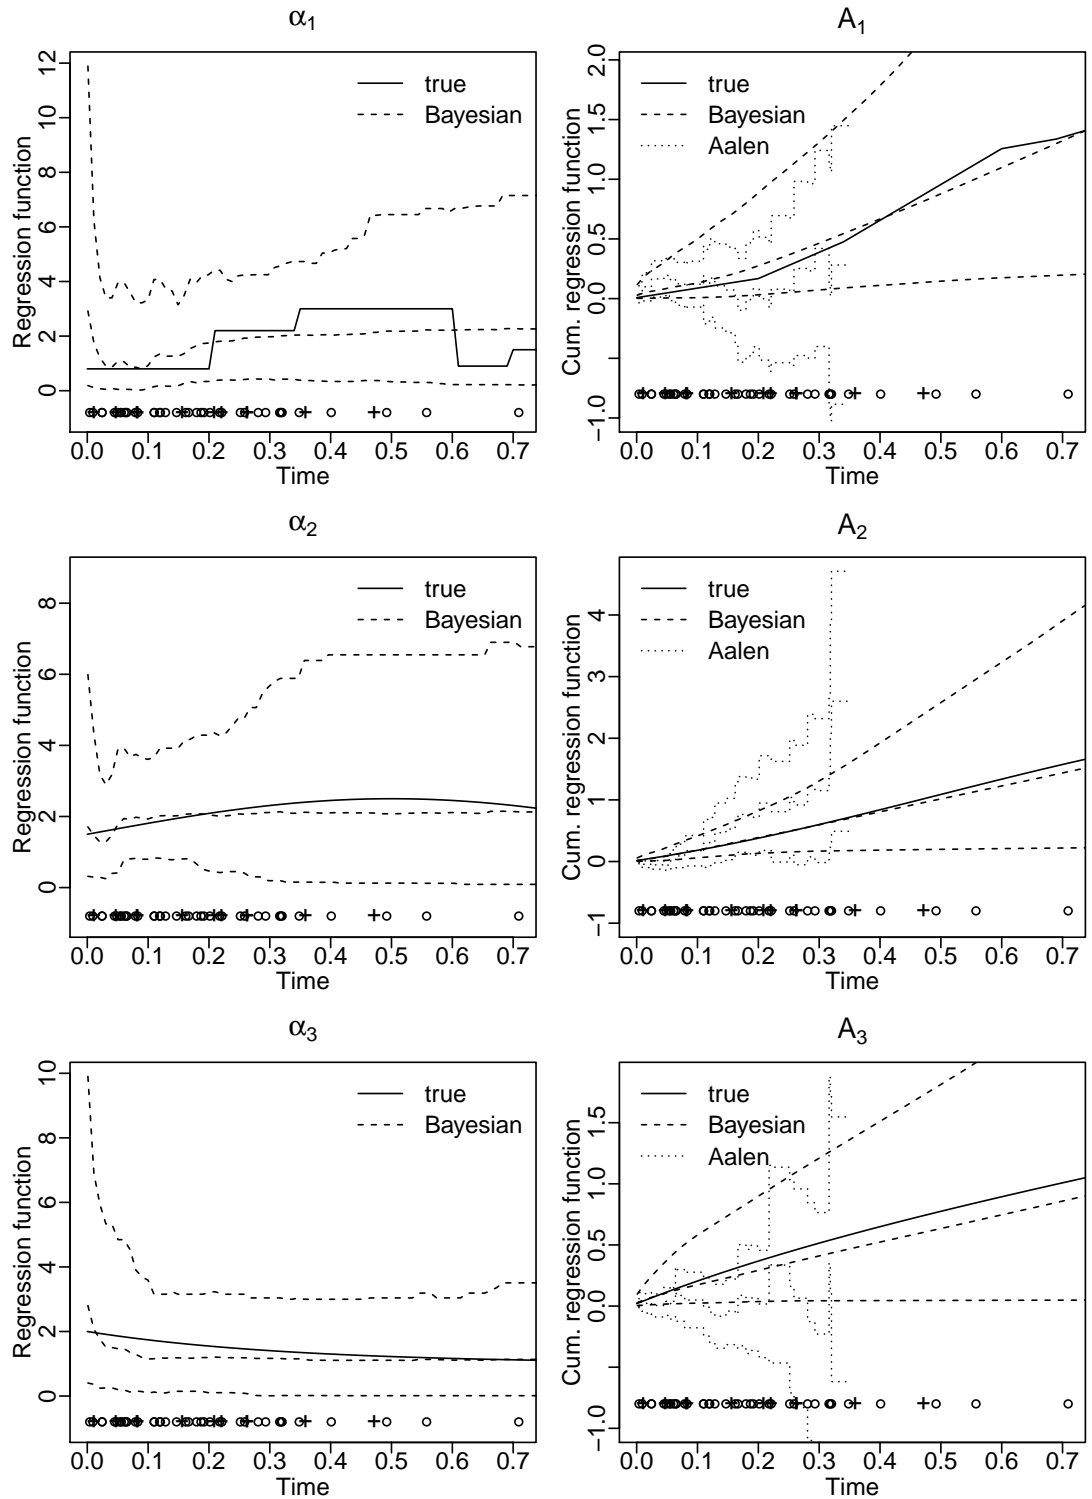 α1
Regression function
0 2 4 6 8 10 12
true
Bayesian
0.0 0.1 0.2 0.3 0.4 0.5 0.6 0.7
Time
A1
Cum. regression function
−1.0 0.0 0.5 1.0 1.5 2.0
true
Bayesian
Aalen
0.0 0.1 0.2 0.3 0.4 0.5 0.6 0.7
Time
α2
Regression function
0 2 4 6 8
true
Bayesian
0.0 0.1 0.2 0.3 0.4 0.5 0.6 0.7
Time
A2
Cum. regression function
−1 0 1 2 3 4
true
Bayesian
Aalen
0.0 0.1 0.2 0.3 0.4 0.5 0.6 0.7
Time
α3
Regression function
0 2 4 6 8 10
true
Bayesian
0.0 0.1 0.2 0.3 0.4 0.5 0.6 0.7
Time
A3
Cum. regression function
−1.0 0.0 0.5 1.0 1.5
true
Bayesian
Aalen
0.0 0.1 0.2 0.3 0.4 0.5 0.6 0.7
Time